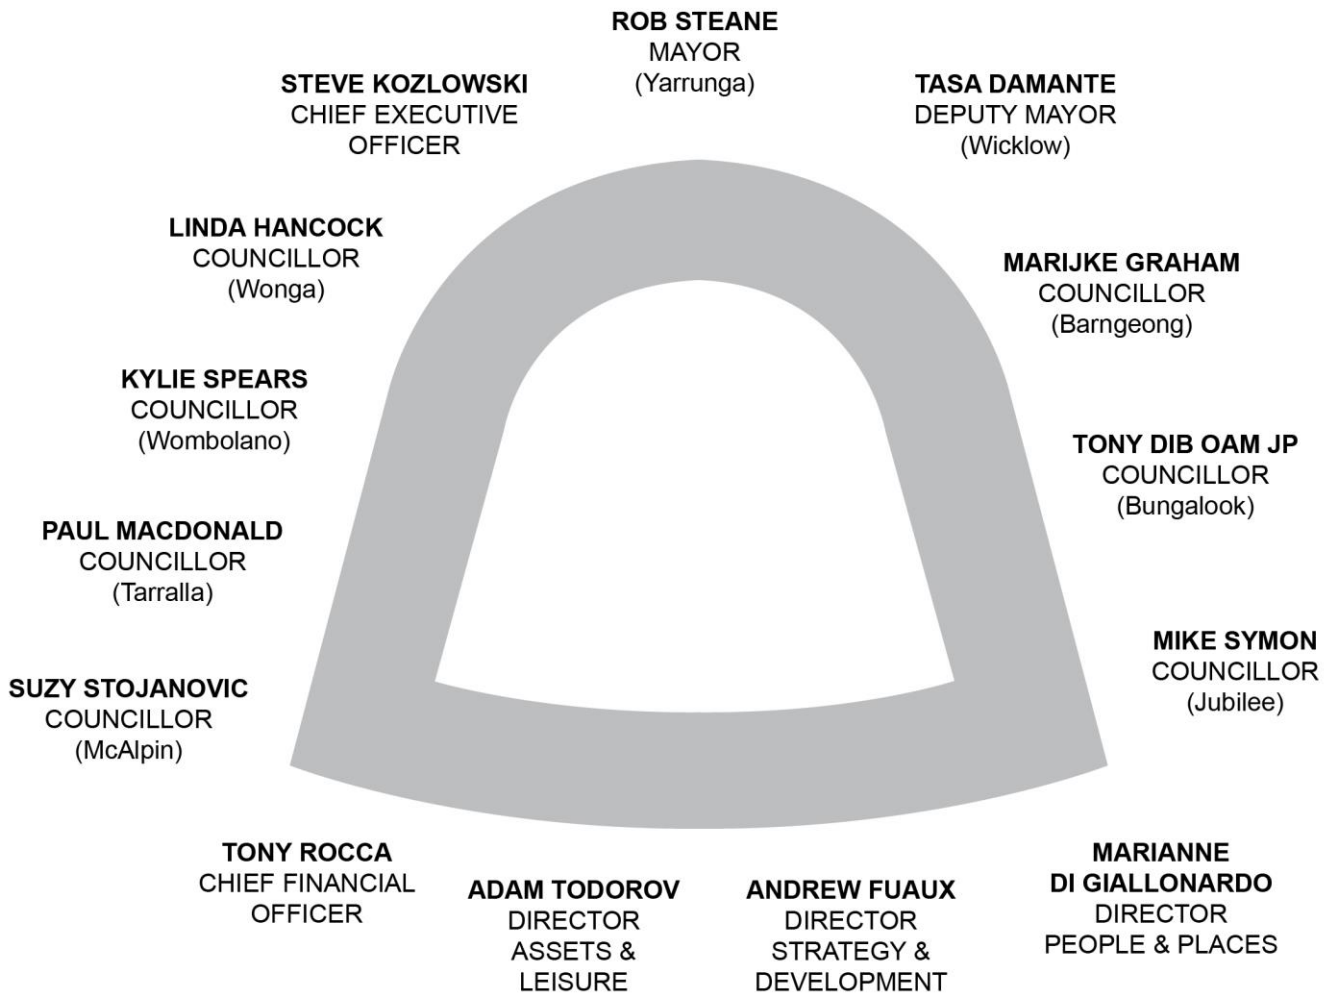 ROB STEANE
MAYOR
(Yarrunga)
STEVE KOZLOWSKI
CHIEF EXECUTIVE
OFFICER
TASA DAMANTE
DEPUTY MAYOR
(Wicklow)
LINDA HANCOCK
COUNCILLOR
(Wonga)
MARIJKE GRAHAM
COUNCILLOR
(Barngeong)
KYLIE SPEARS
COUNCILLOR
(Wombolano)
TONY DIB OAM JP
COUNCILLOR
(Bungalook)
PAUL MACDONALD
COUNCILLOR
(Tarralla)
MIKE SYMON
COUNCILLOR
(Jubilee)
SUZY STOJANOVIC
COUNCILLOR
(McAlpin)
TONY ROCCA
CHIEF FINANCIAL
OFFICER
ADAM TODOROV
DIRECTOR
ASSETS &
LEISURE
ANDREW FUAUX
DIRECTOR
STRATEGY &
DEVELOPMENT
MARIANNE
DI GIALLONARDO
DIRECTOR
PEOPLE & PLACES